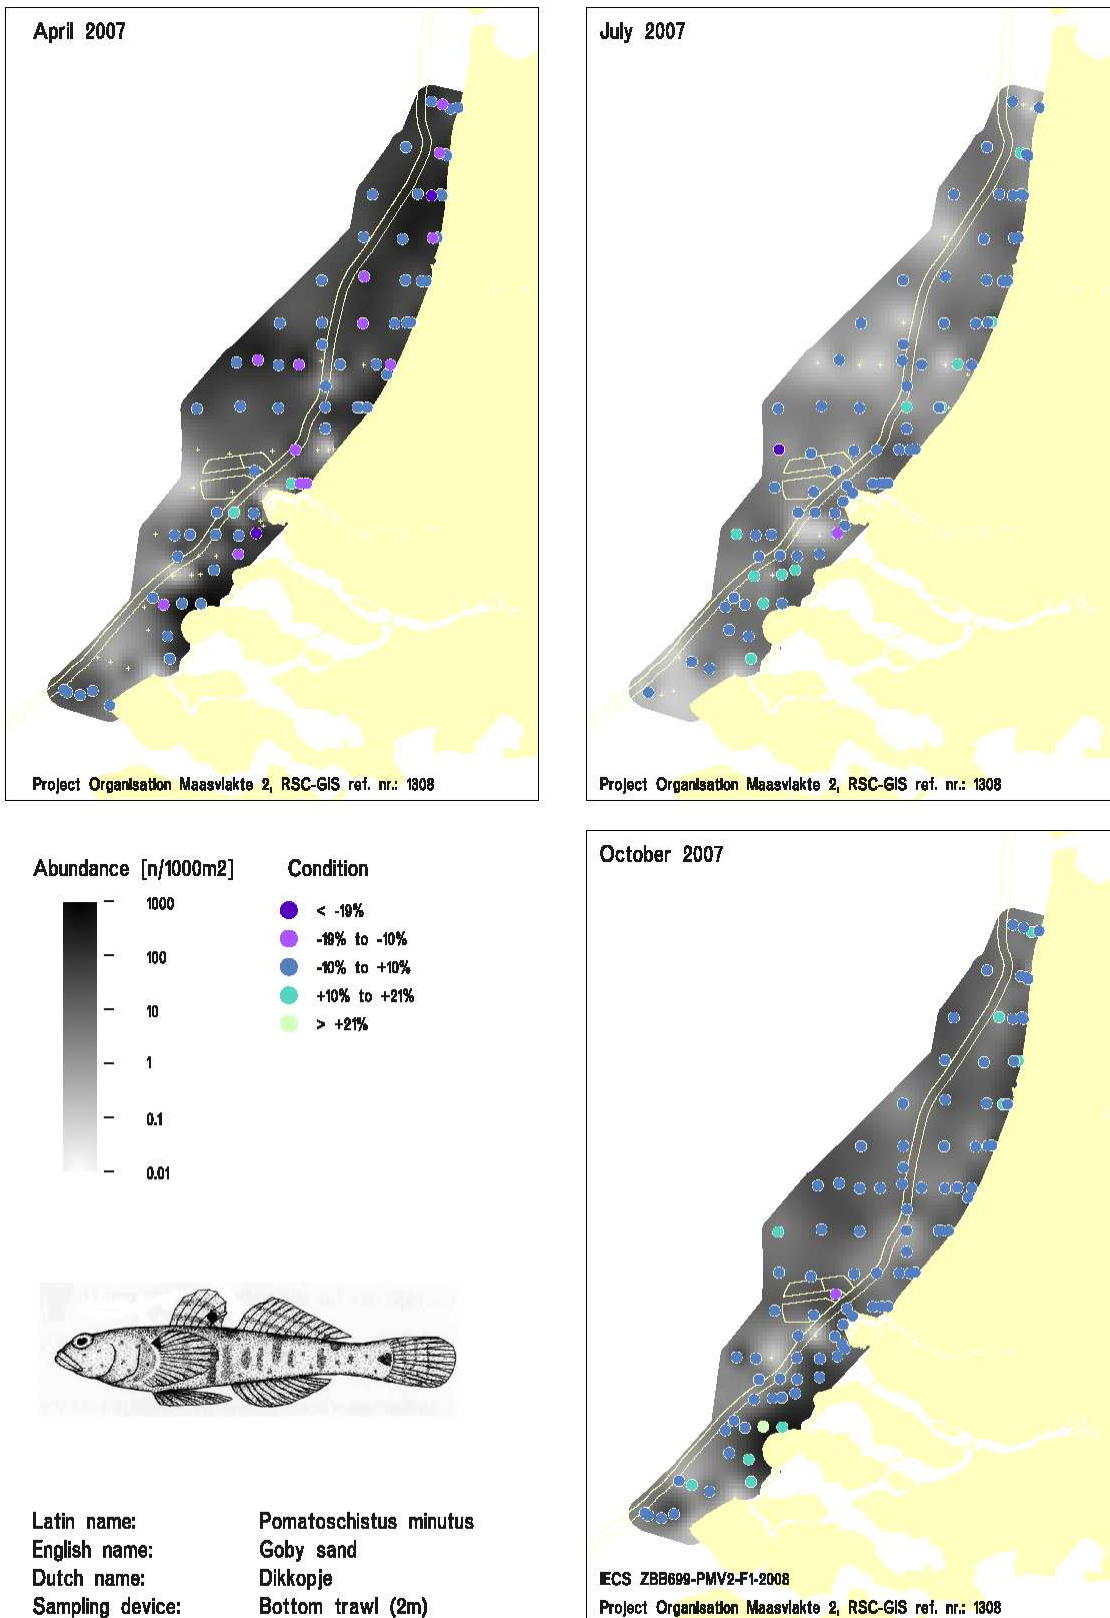 April 2007
Project Organisation Maasvlakte 2, RSC-GIS ref. nr.: 1308
July 2007
Project Organisation Maasvlakte 2, RSC-GIS ref. nr.: 1308
Abundance [n/1000m2]
1000
100
10
1
0.1
0.01
Condition
< -19%
-19% to -10%
-10% to +10%
+10% to +21%
> +21%
October 2007
IECS ZBB699-PMV2-F1-2008
Project Organisation Maasvlakte 2, RSC-GIS ref. nr.: 1308
Latin name: Pomatoschistus minutus
English name: Goby sand
Dutch name: Dikkopje
Sampling device: Bottom trawl (2m)